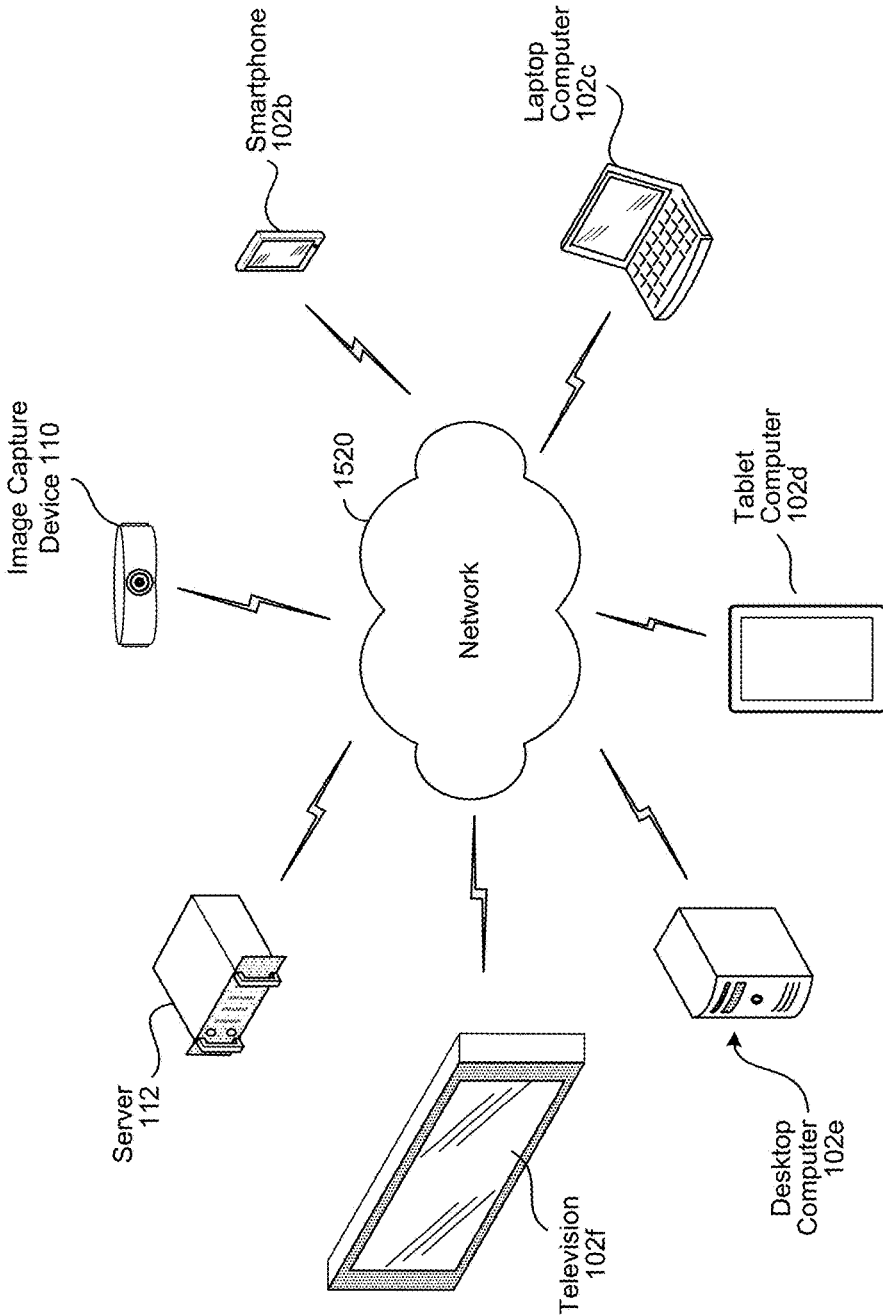 Image Capture
Device 110
Smartphone
102b
Server
112
1520
Network
Laptop
Computer
102c
Television
102f
Desktop
Computer
102e
Tablet
Computer
102d